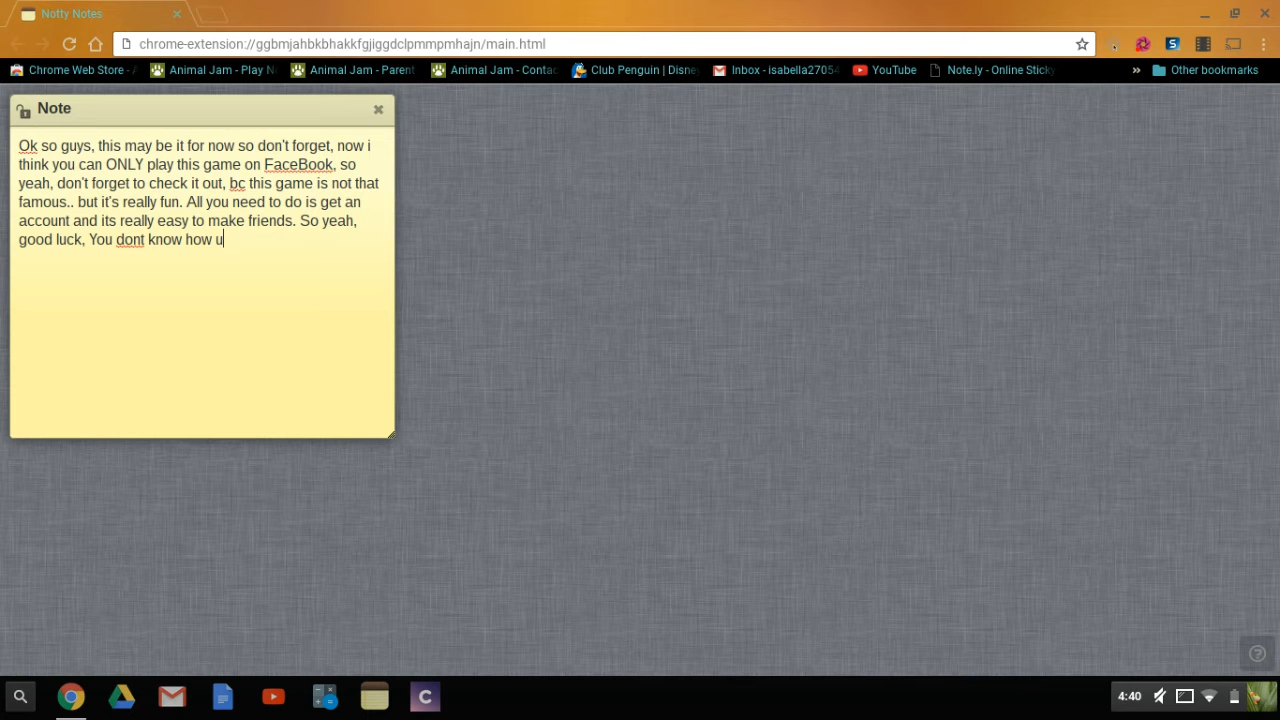 Notty Notes
chrome-extension://ggbmjahbkbhakkfgjiggdclpmmpmhajn/main.html
S
Chrome Web Store - A
Animal Jam - Play N
Animal Jam - Parent
Animal Jam - Contac
Club Penguin | Disne
Inbox - isabella27054
YouTube
Note.ly - Online Sticky
»
Other bookmarks
Note
Ok so guys, this may be it for now so don't forget, now i
think you can ONLY play this game on FaceBook, so
yeah, don't forget to check it out, bc this game is not that
famous.. but it's really fun. All you need to do is get an
account and its really easy to make friends. So yeah,
good luck, You dont know how u
?
C
4:40